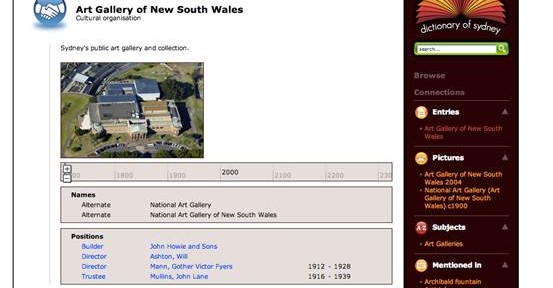 Art Gallery of New South Wales
Cultural organisation
Sydney's public art gallery and collection.
1800 1900 2000 2100 2200
Names
Alternate National Art Gallery
Alternate National Art Gallery of New South Wales
Positions
Builder John Howie and Sons
Director Ashton, Will
Director Mann, Gother Victor Fyers 1912 - 1928
Trustee Mullins, John Lane 1916 - 1939
dictionary of sydney
search...
Browse
Connections
Entries
Art Gallery of New South
Wales
Pictures
Art Gallery of New South
Wales 2004
National Art Gallery (Art
Gallery of New South
Wales) c1900
Subjects
Art Galleries
Mentioned in
Archibald fountain